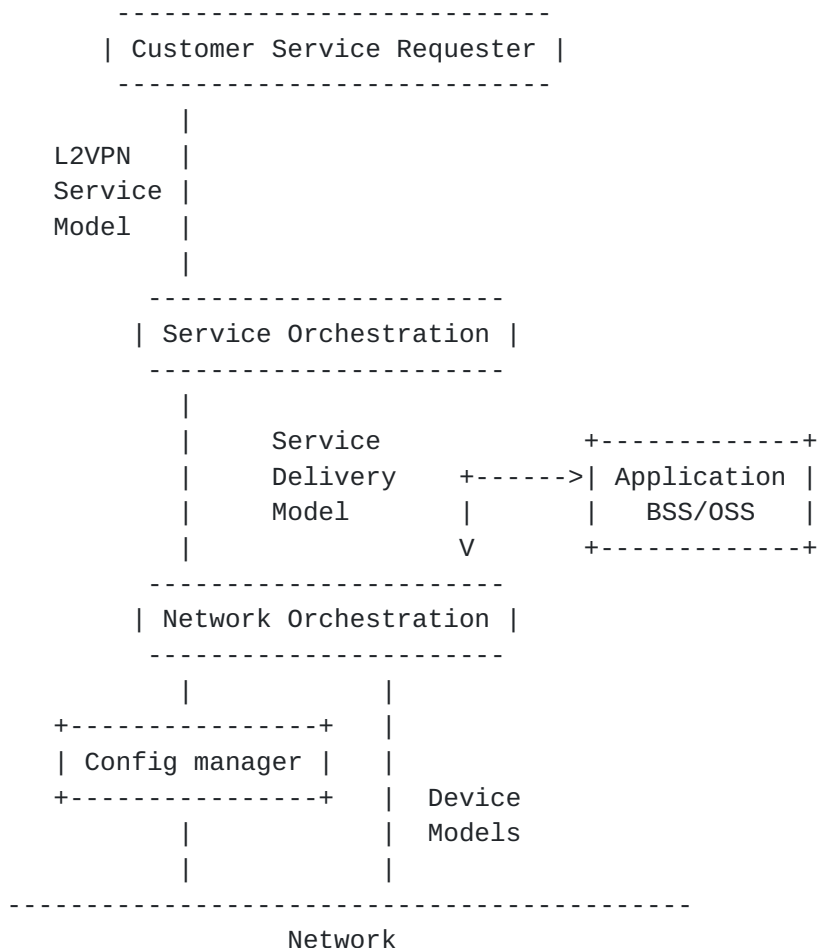 Customer Service Requester
L2VPN
Service
Model
Service Orchestration
Service
Delivery
Model
Application
BSS/OSS
V
Network Orchestration
Config manager
Device
Models
Network